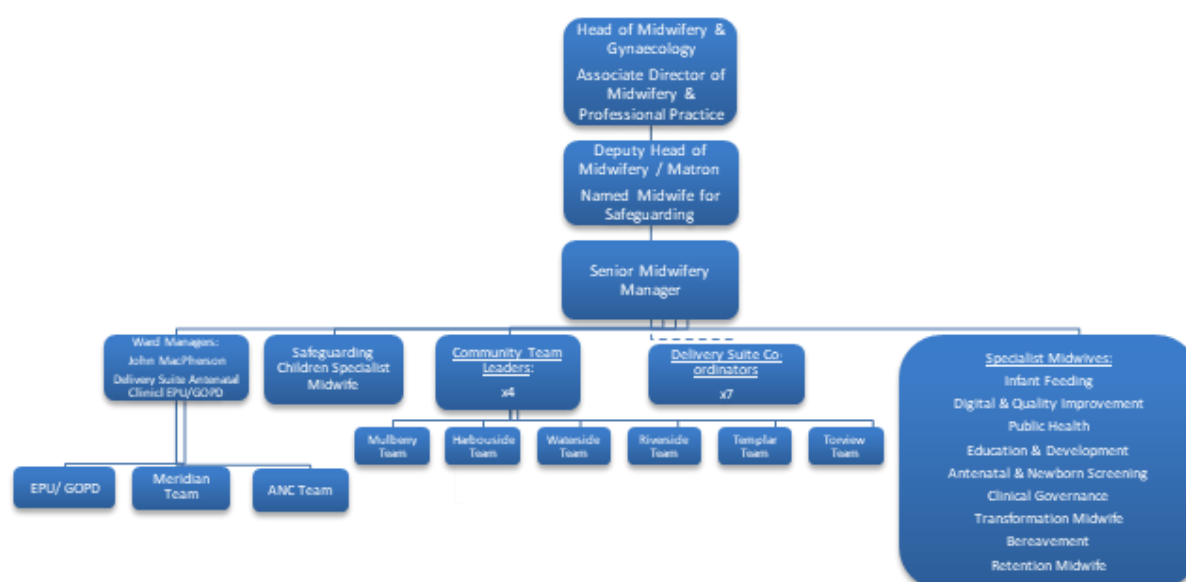 Head of Midwifery &
Gynaecology
Associate Director of
Midwifery &
Professional Practice
Deputy Head of
Midwifery / Matron
Named Midwife for
Safeguarding
Senior Midwifery
Manager
Ward Managers:
John MacPherson
Delivery Suite Antenatal
Clinicl EPU/GOPD
Safeguarding
Children Specialist
Midwife
Community Team
Leaders:
x4
Delivery Suite Co-
ordinators
x7
Specialist Midwives:
Infant Feeding
Digital & Quality Improvement
Public Health
Education & Development
Antenatal & Newborn Screening
Clinical Governance
Transformation Midwife
Bereavement
Retention Midwife
Mulberry
Team
Harbouside
Team
Waterside
Team
Riverside
Team
Templar
Team
Torview
Team
EPU/ GOPD
Meridian
Team
ANC Team